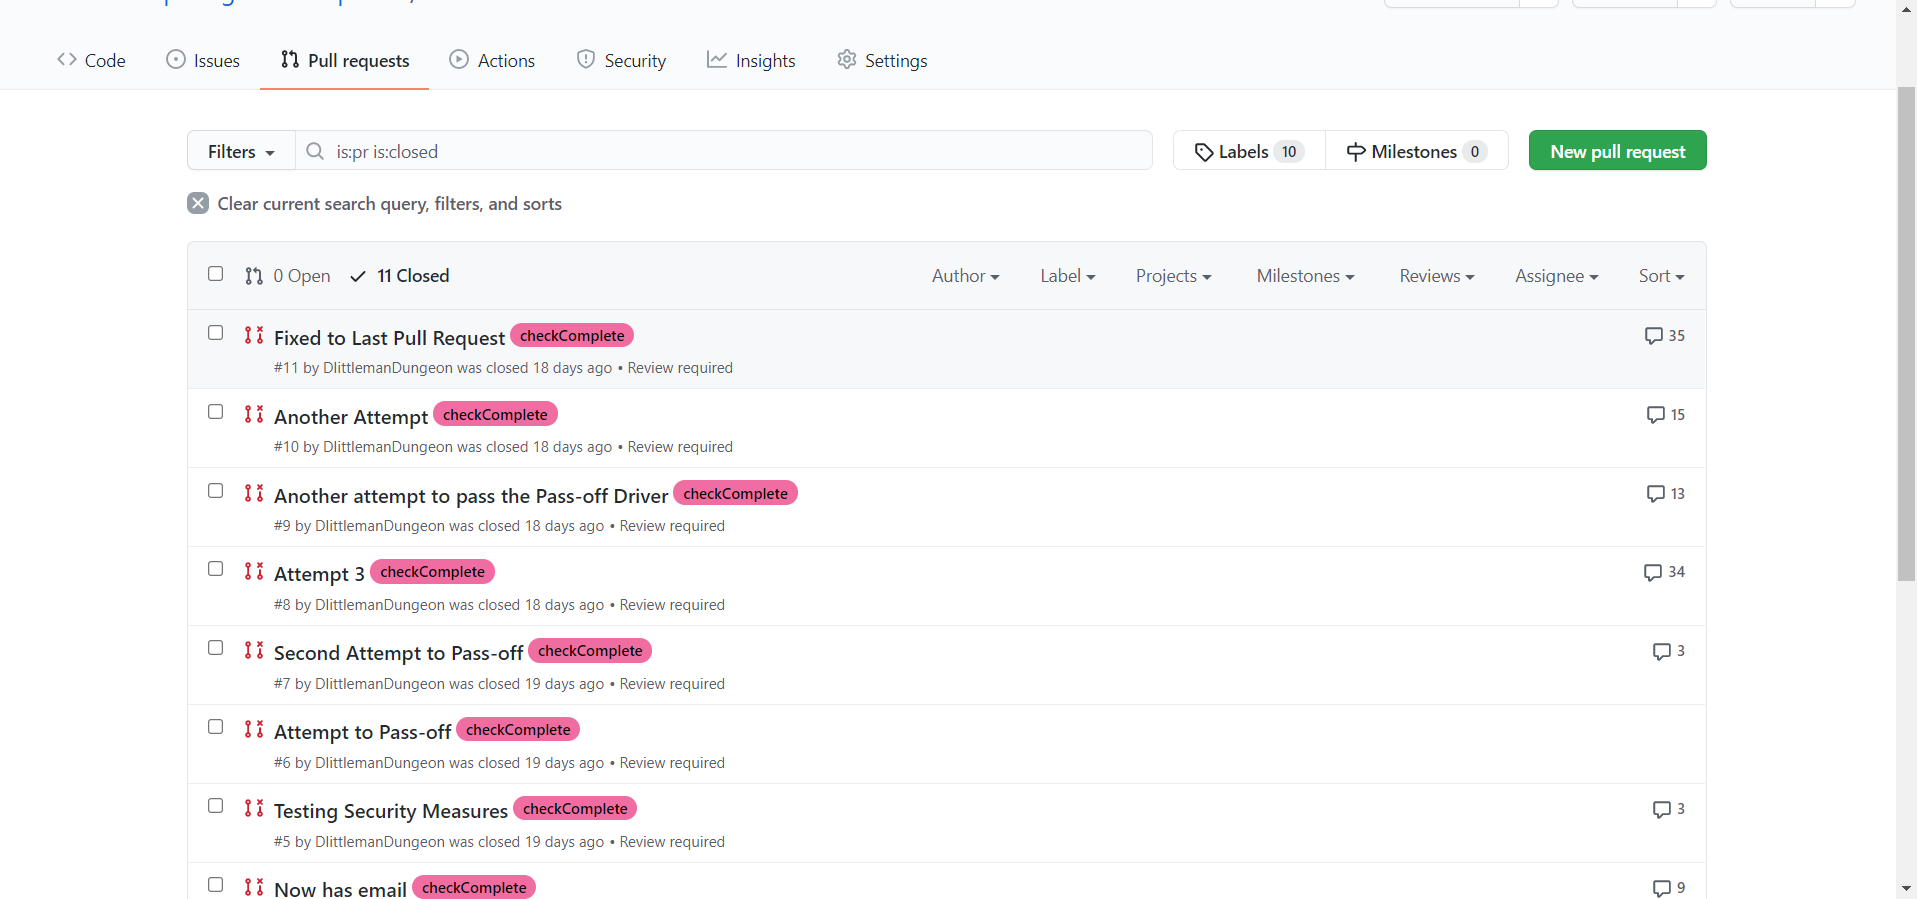 Code Issues Pull requests Actions Security Insights Settings
Filters is:pr is:closed Labels 10 Milestones 0 New pull request
Clear current search query, filters, and sorts
0 Open 11 Closed Author Label Projects Milestones Reviews Assignee Sort
Fixed to Last Pull Request checkComplete 35
#11 by DlittlemanDungeon was closed 18 days ago • Review required
Another Attempt checkComplete 15
#10 by DlittlemanDungeon was closed 18 days ago • Review required
Another attempt to pass the Pass-off Driver checkComplete 13
#9 by DlittlemanDungeon was closed 18 days ago • Review required
Attempt 3 checkComplete 34
#8 by DlittlemanDungeon was closed 18 days ago • Review required
Second Attempt to Pass-off checkComplete 3
#7 by DlittlemanDungeon was closed 19 days ago • Review required
Attempt to Pass-off checkComplete
#6 by DlittlemanDungeon was closed 19 days ago • Review required
Testing Security Measures checkComplete 3
#5 by DlittlemanDungeon was closed 19 days ago • Review required
Now has email checkComplete 9